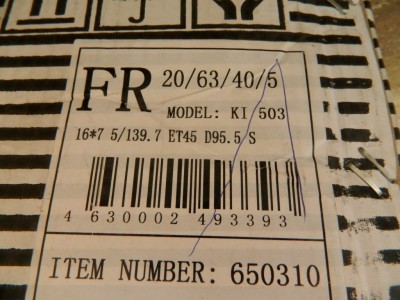 FR 20/63/40/5
MODEL: KI 503
16*7 5/139.7 ET45 D95.5 S
4 630002 493393
ITEM NUMBER: 650310